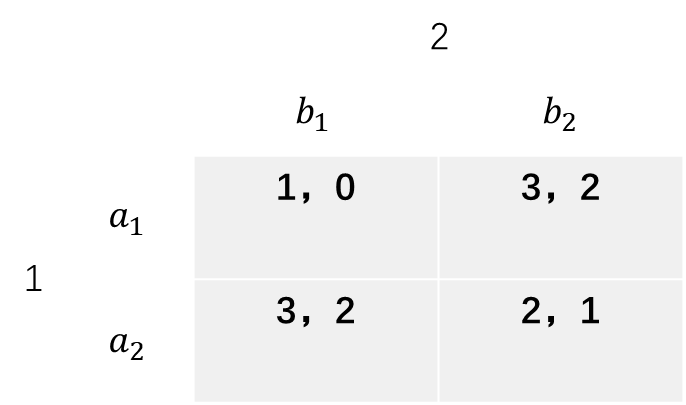 2
b₁ b₂
a₁ 1, 0 3, 2
1
a₂ 3, 2 2, 1